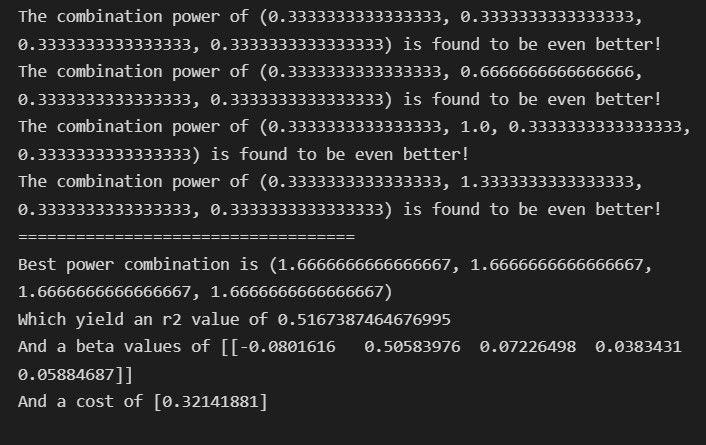 The combination power of (0.3333333333333333, 0.3333333333333333,
0.3333333333333333, 0.3333333333333333) is found to be even better!
The combination power of (0.3333333333333333, 0.6666666666666666,
0.3333333333333333, 0.3333333333333333) is found to be even better!
The combination power of (0.3333333333333333, 1.0, 0.3333333333333333,
0.3333333333333333) is found to be even better!
The combination power of (0.3333333333333333, 1.3333333333333333,
0.3333333333333333, 0.3333333333333333) is found to be even better!
===================================
Best power combination is (1.6666666666666667, 1.6666666666666667,
1.6666666666666667, 1.6666666666666667)
Which yield an r2 value of 0.5167387464676995
And a beta values of [[-0.0801616   0.50583976  0.07226498  0.0383431
0.05884687]]
And a cost of [0.32141881]